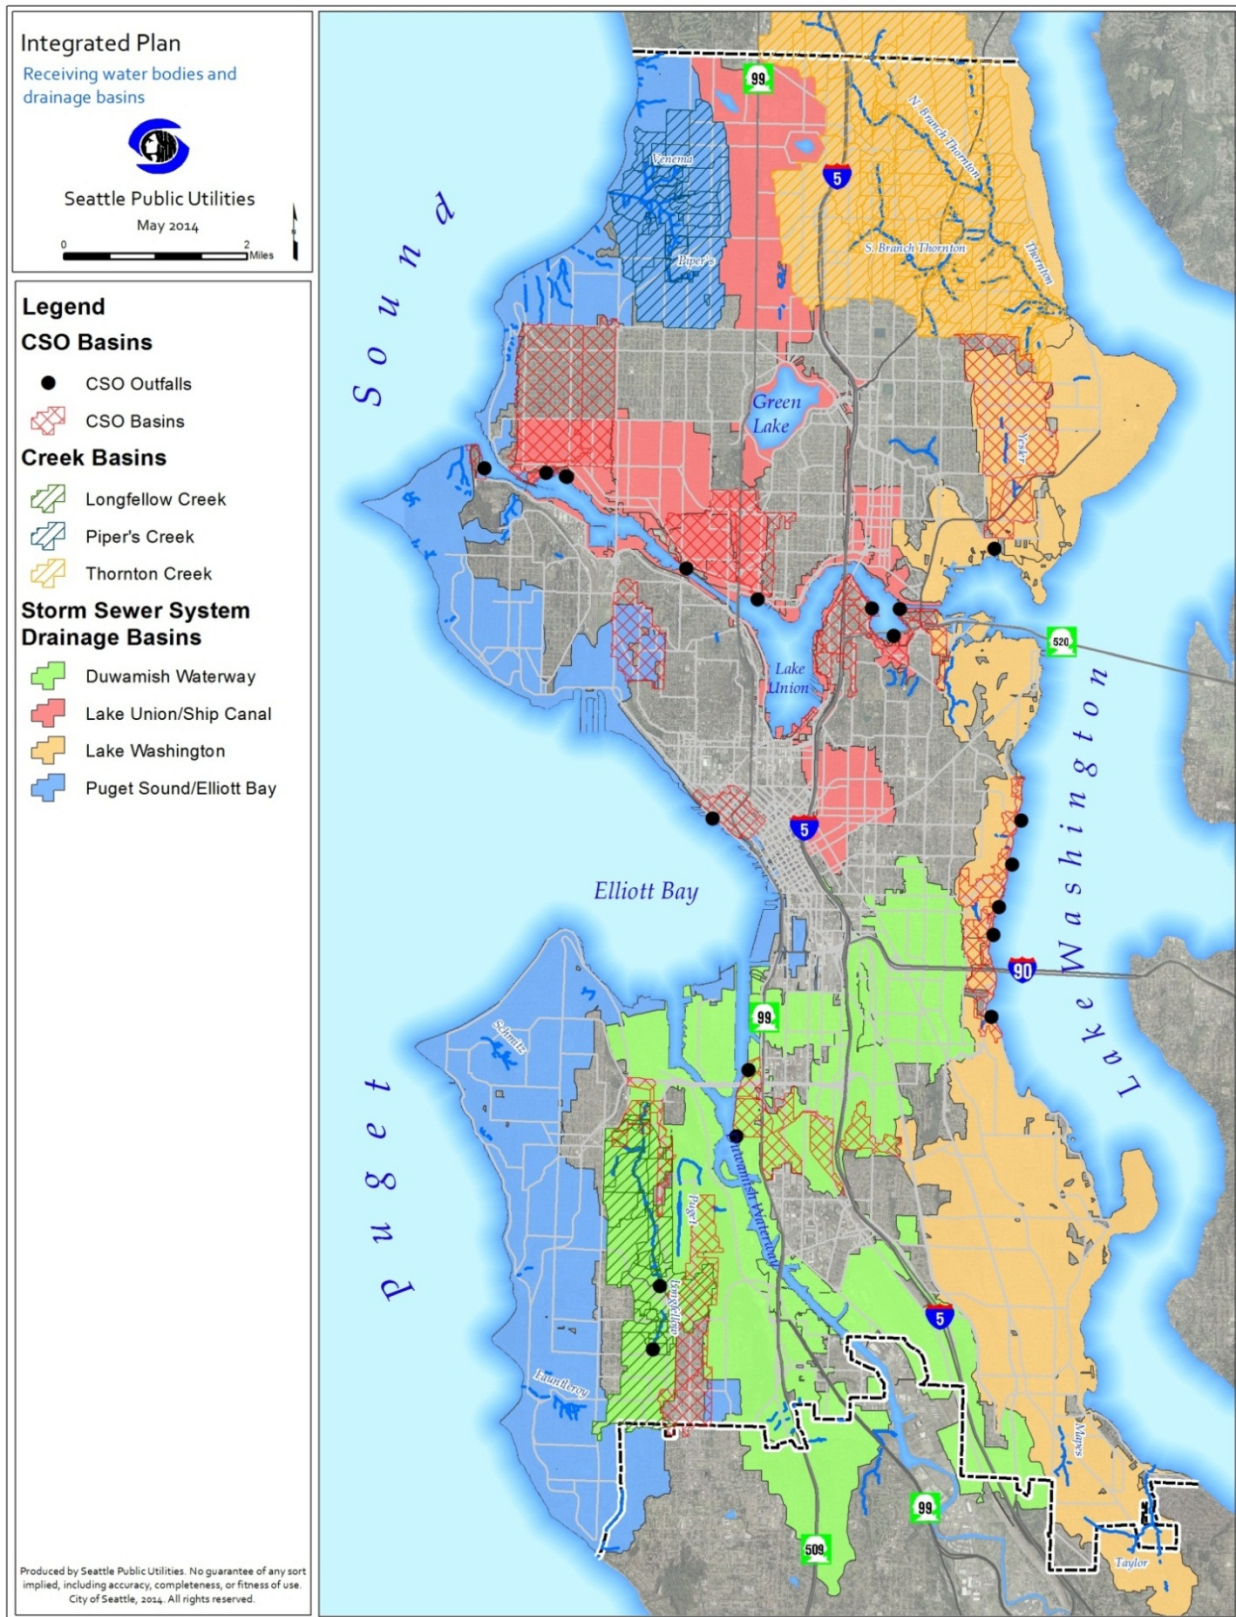 Integrated Plan
Receiving water bodies and
drainage basins
Seattle Public Utilities
May 2014
0 2
Miles
N
Legend
CSO Basins
CSO Outfalls
CSO Basins
Creek Basins
Longfellow Creek
Piper's Creek
Thornton Creek
Storm Sewer System
Drainage Basins
Duwamish Waterway
Lake Union/Ship Canal
Lake Washington
Puget Sound/Elliott Bay
Produced by Seattle Public Utilities. No guarantee of any sort
implied, including accuracy, completeness, or fitness of use.
City of Seattle, 2014. All rights reserved.
99
N. Branch Thornton
Venema
5
S. Branch Thornton
Piper's
Thornton
Sound
Green
Lake
Yesler
Lake
Union
520
Lake Washington
5
Elliott Bay
90
99
Schmitz
Puget
Duwamish Waterway
Puget
Longfellow
5
Fauntleroy
Mapes
99
509
Taylor